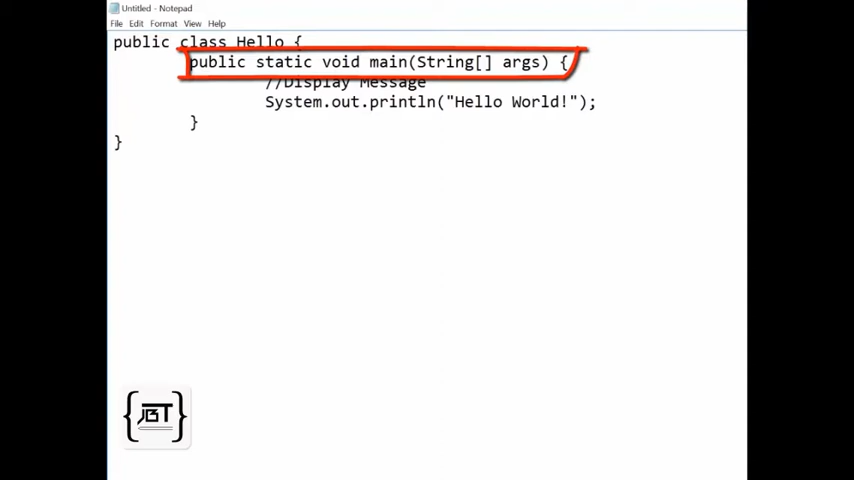 Untitled - Notepad
File Edit Format View Help
public class Hello {
public static void main(String[] args) {
//Display Message
System.out.println("Hello World!");
}
}